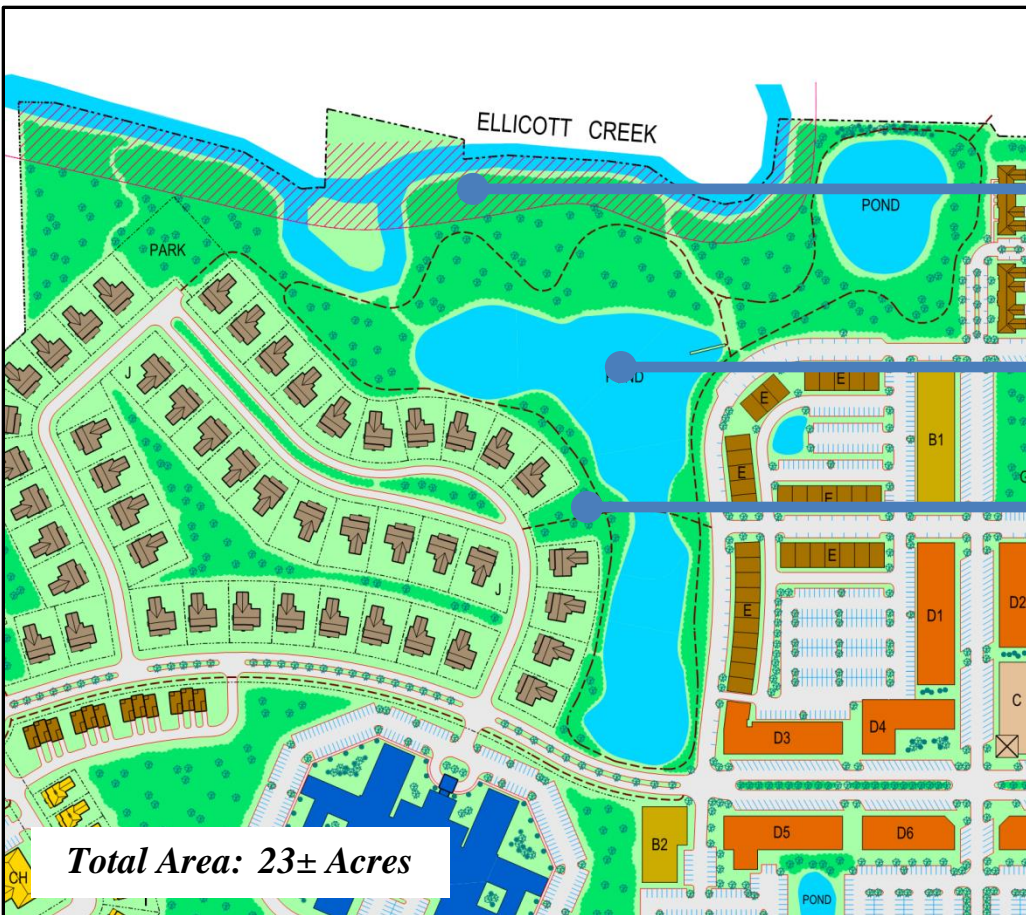 ELLICOTT CREEK
POND
PARK
POND
J
E
E
B1
E
E
E
J
E
D1
D2
C
D3
D4
D5
D6
B2
CH
POND
Total Area: 23± Acres